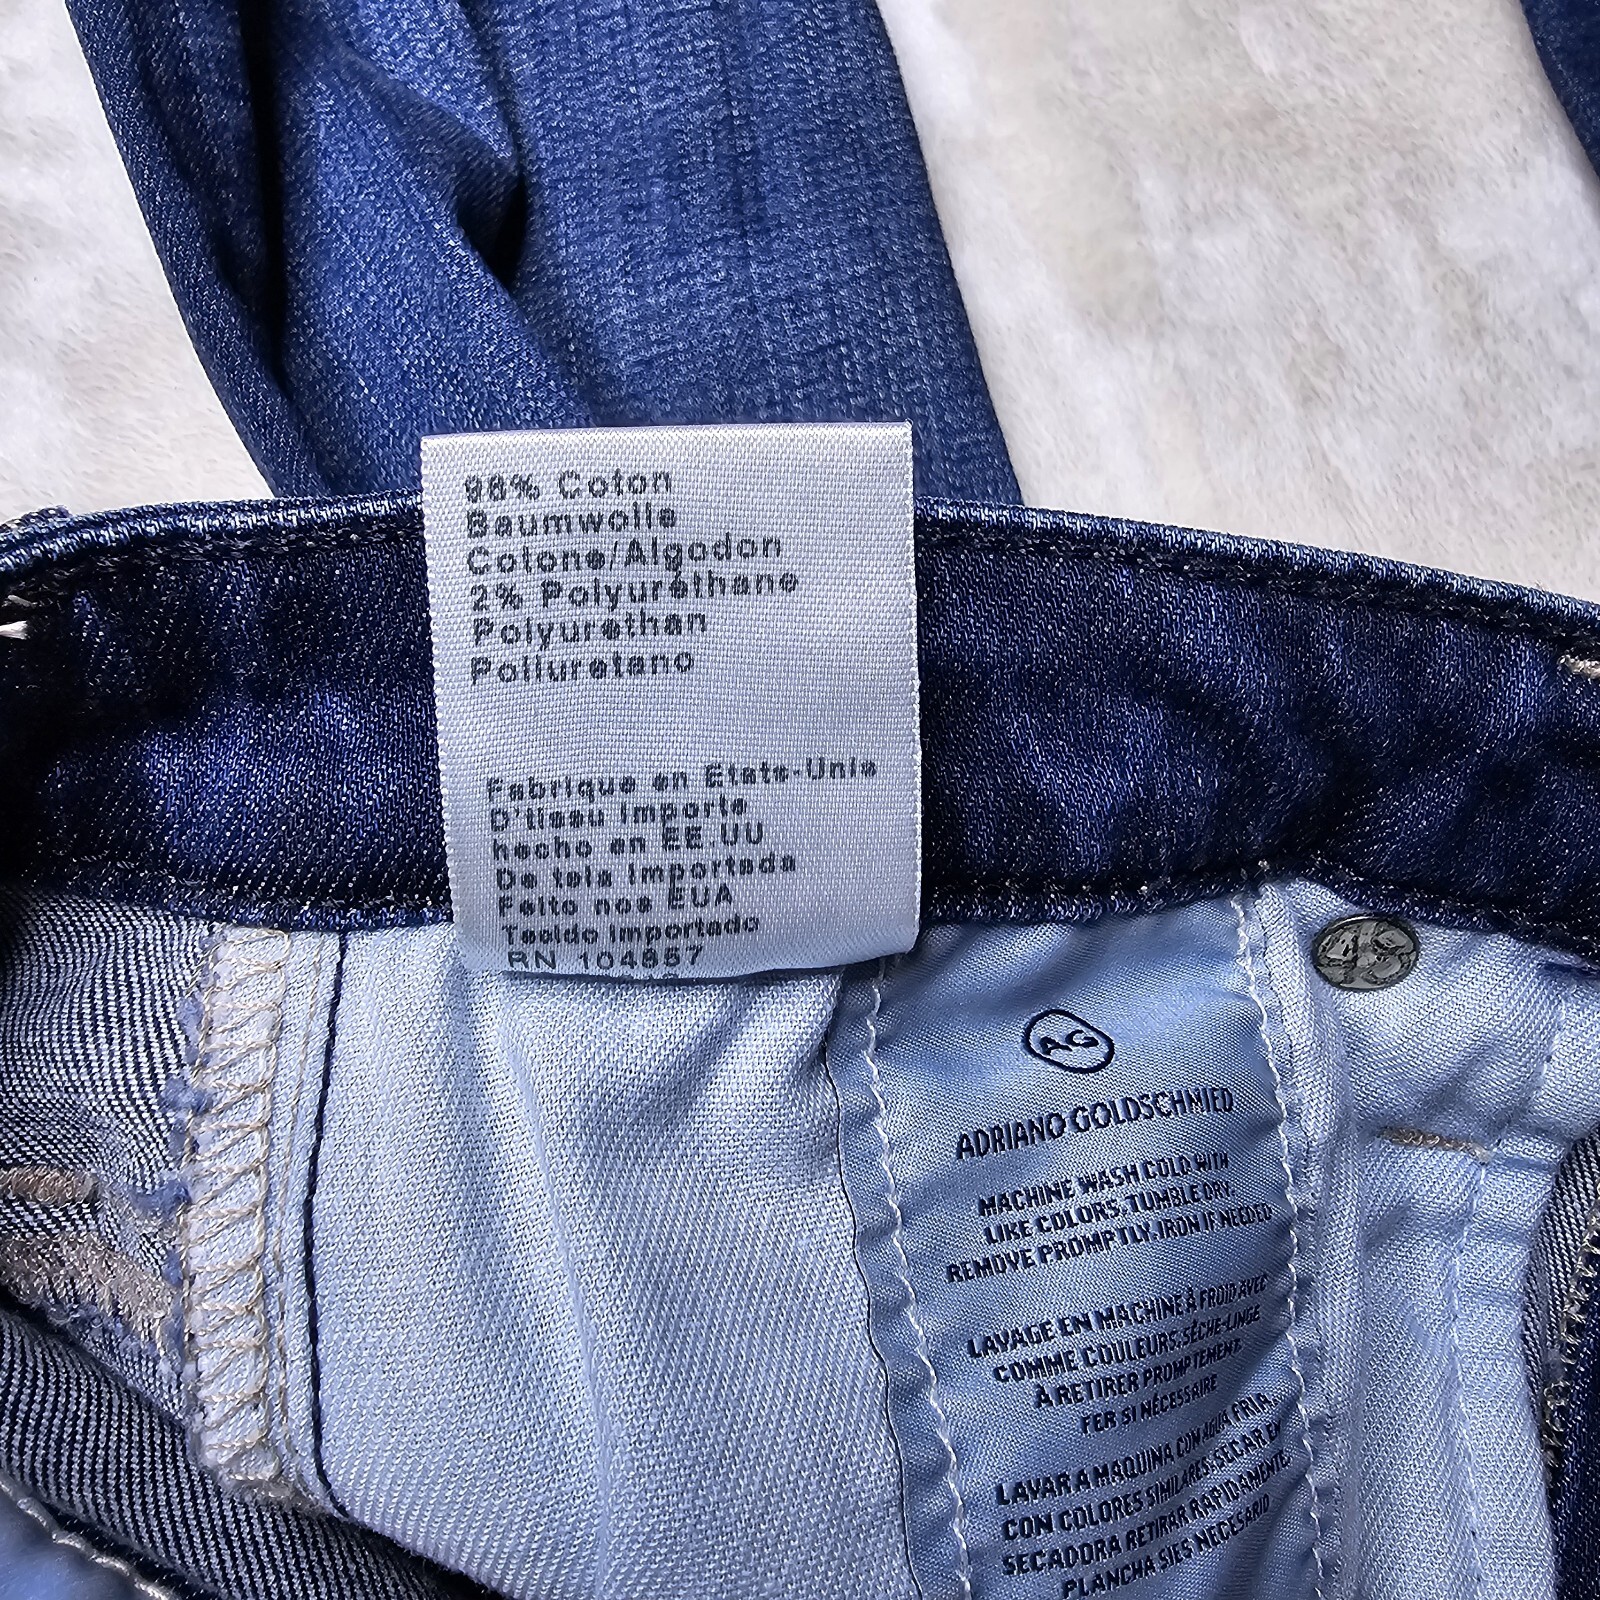 98% Coton
Baumwolle
Cotone/Algodon
2% Polyuréthane
Polyurethan
Poliuretano
Fabrique en Etats-Unis
D'tissu Importe
hecho en EE.UU
De tela Importada
Feito nos EUA
Tecido Importado
RN 104857
AG
ADRIANO GOLDSCHMIED
MACHINE WASH COLD WITH
LIKE COLORS. TUMBLE DRY.
REMOVE PROMPTLY. IRON IF NEEDED
LAVAGE EN MACHINE À FROID AVEC
COMME COULEURS. SÈCHE-LINGE
À RETIRER PROMPTEMENT
FER SI NÉCESSAIRE
LAVAR A MAQUINA CON AGUA FRIA
CON COLORES SIMILARES. SECAR EN
SECADORA RETIRAR RAPIDAMENTE
PLANCHA SIES NECESARIO